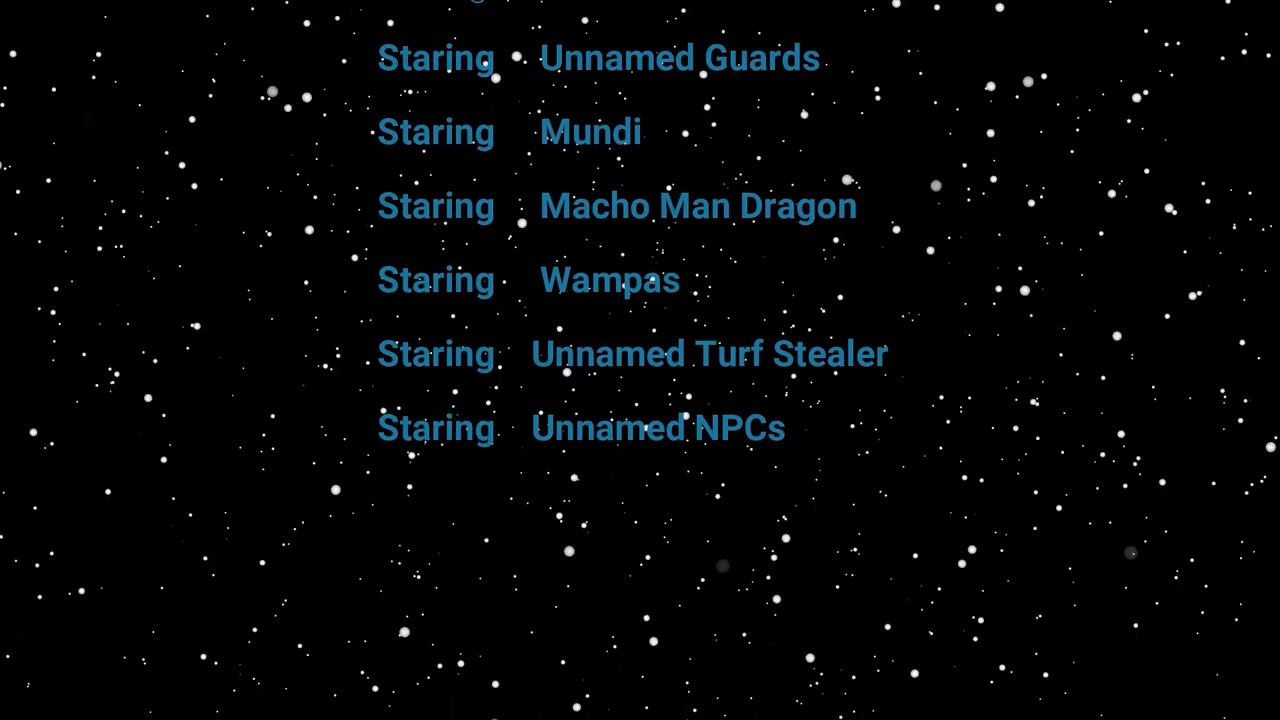 Staring Unnamed Guards
Staring Mundi
Staring Macho Man Dragon
Staring Wampas
Staring Unnamed Turf Stealer
Staring Unnamed NPCs